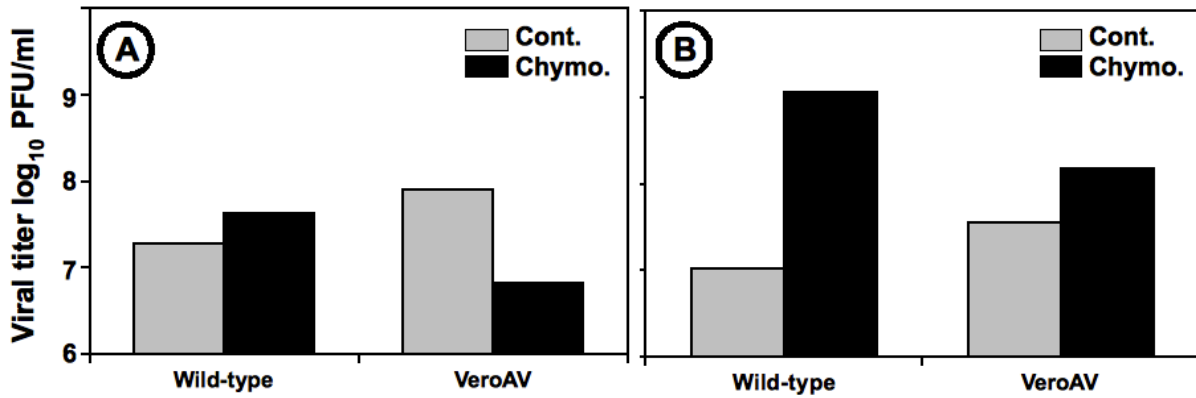 A
Cont.
Chymo.
B
Cont.
Chymo.
Viral titer log10 PFU/ml
9
8
7
6
Wild-type
VeroAV
Wild-type
VeroAV